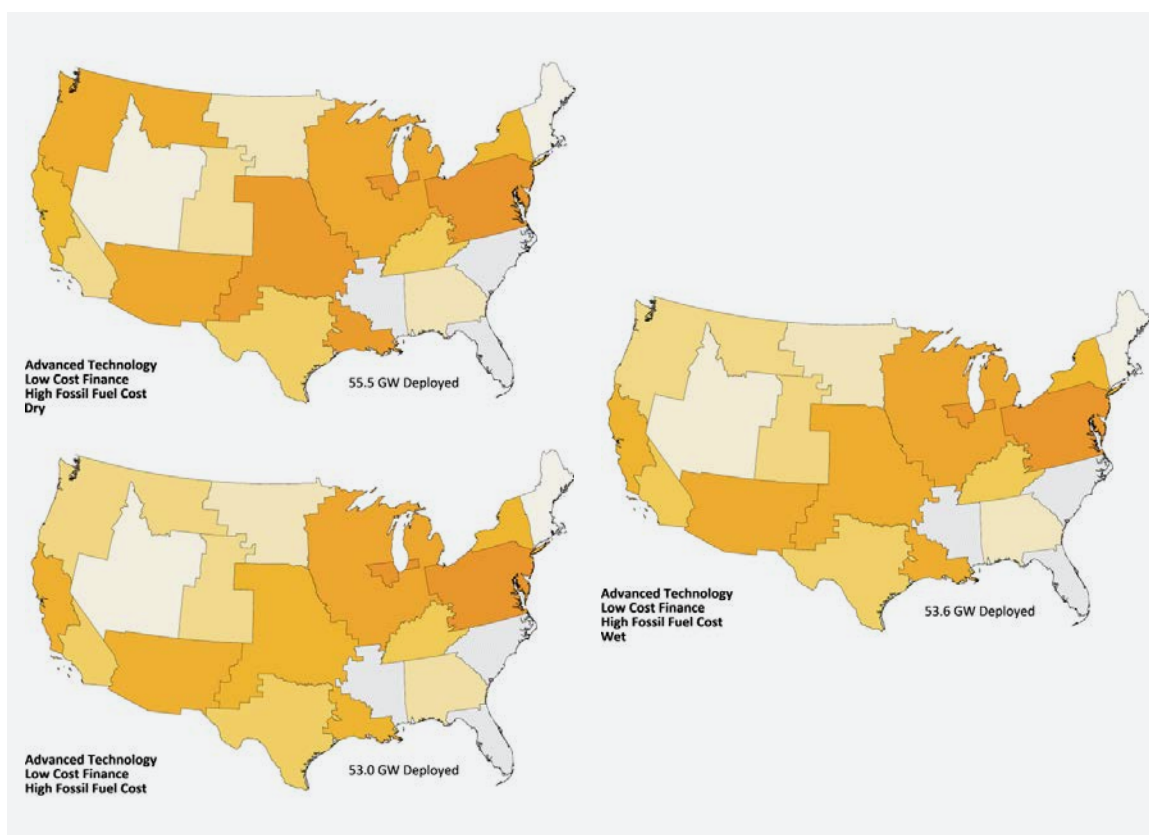 Advanced Technology
Low Cost Finance
High Fossil Fuel Cost
Dry
55.5 GW Deployed
Advanced Technology
Low Cost Finance
High Fossil Fuel Cost
53.0 GW Deployed
Advanced Technology
Low Cost Finance
High Fossil Fuel Cost
Wet
53.6 GW Deployed